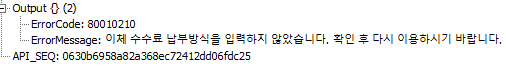 Output {} (2)
ErrorCode: 80010210
ErrorMessage: 이체 수수료 납부방식을 입력하지 않았습니다. 확인 후 다시 이용하시기 바랍니다.
API_SEQ: 0630b6958a82a368ec72412dd06fdc25